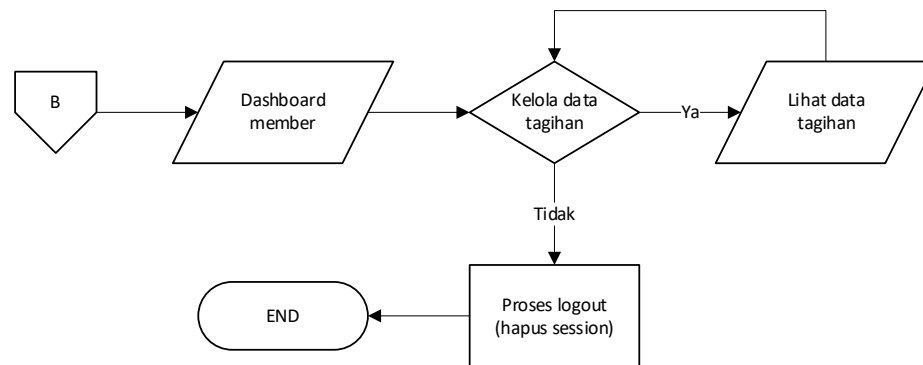 B
Dashboard
member
Kelola data
tagihan
Ya
Lihat data
tagihan
Tidak
Proses logout
(hapus session)
END